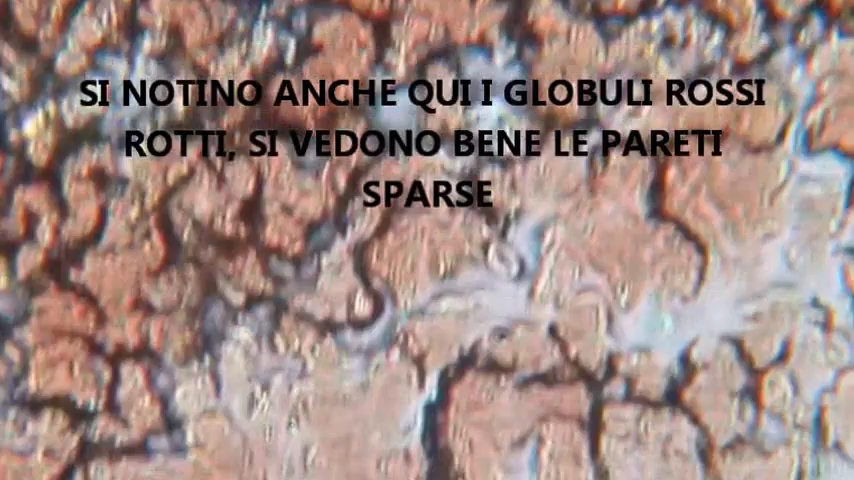 SI NOTINO ANCHE QUI I GLOBULI ROSSI
ROTTI, SI VEDONO BENE LE PARETI
SPARSE